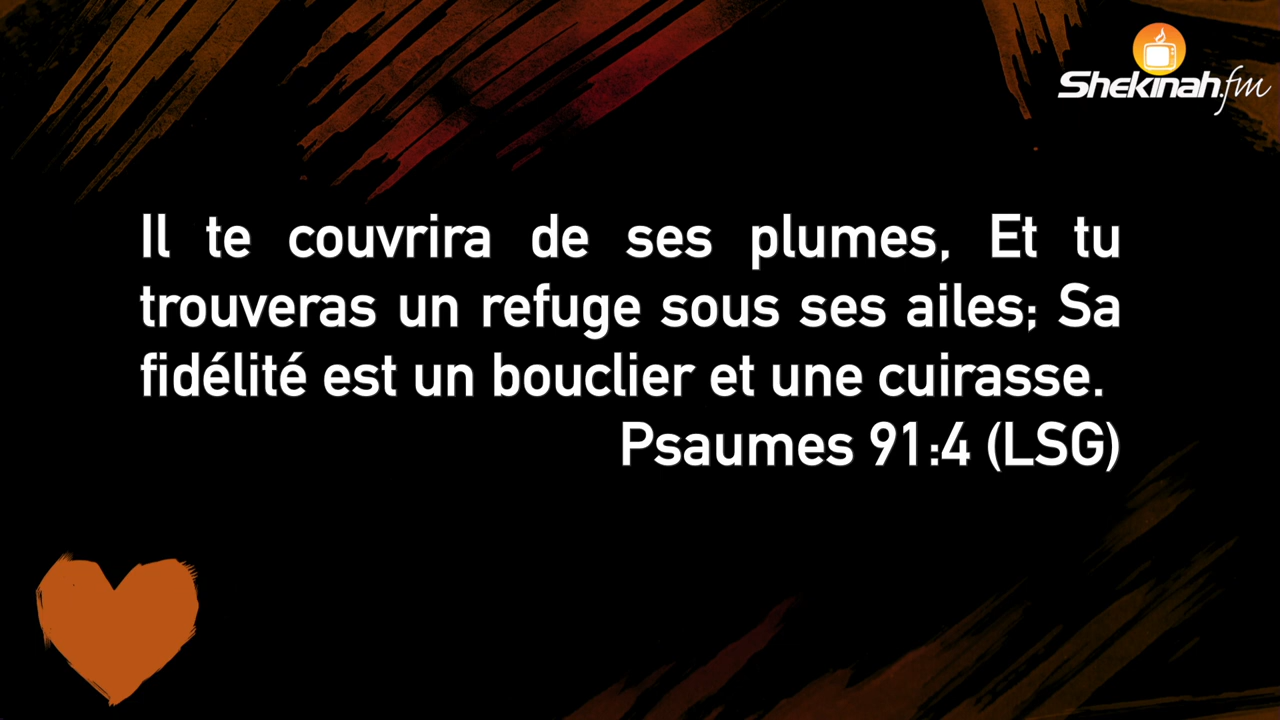 Shekinah.fm
Il te couvrira de ses plumes, Et tu
trouveras un refuge sous ses ailes; Sa
fidélité est un bouclier et une cuirasse.
Psaumes 91:4 (LSG)